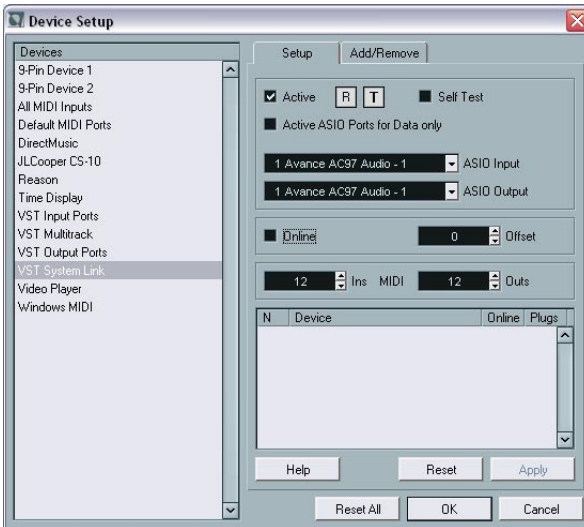 Device Setup
Devices
9-Pin Device 1
9-Pin Device 2
All MIDI Inputs
Default MIDI Ports
DirectMusic
JLCooper CS-10
Reason
Time Display
VST Input Ports
VST Multitrack
VST Output Ports
VST System Link
Video Player
Windows MIDI
Setup Add/Remove
Active R T Self Test
Active ASIO Ports for Data only
1 Avance AC97 Audio - 1 ASIO Input
1 Avance AC97 Audio - 1 ASIO Output
Online 0 Offset
12 Ins MIDI 12 Outs
N Device Online Plugs
Help Reset Apply
Reset All OK Cancel